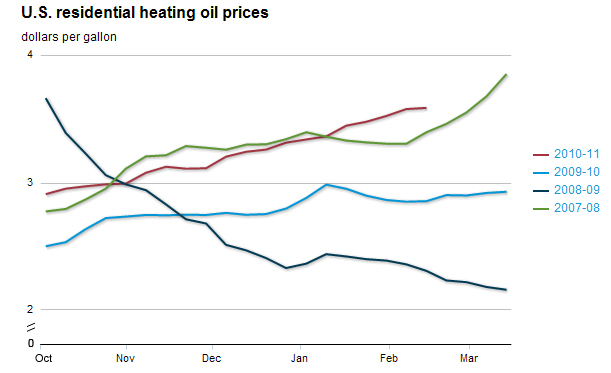 U.S. residential heating oil prices
dollars per gallon
4
3
2
0
Oct Nov Dec Jan Feb Mar
2010-11
2009-10
2008-09
2007-08